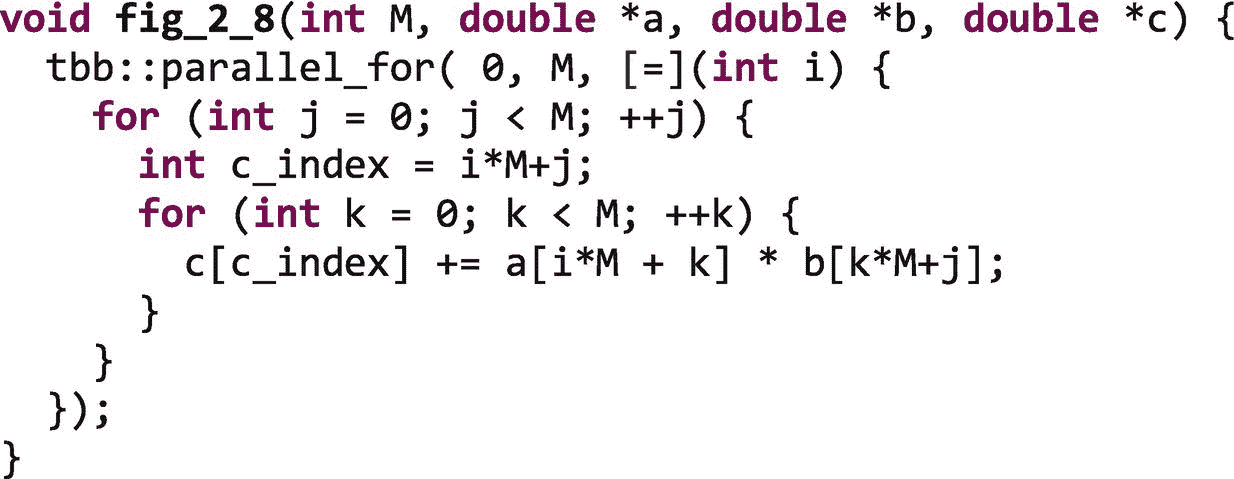 void fig_2_8(int M, double *a, double *b, double *c) {
  tbb::parallel_for( 0, M, [=](int i) {
    for (int j = 0; j < M; ++j) {
      int c_index = i*M+j;
      for (int k = 0; k < M; ++k) {
        c[c_index] += a[i*M + k] * b[k*M+j];
      }
    }
  });
}